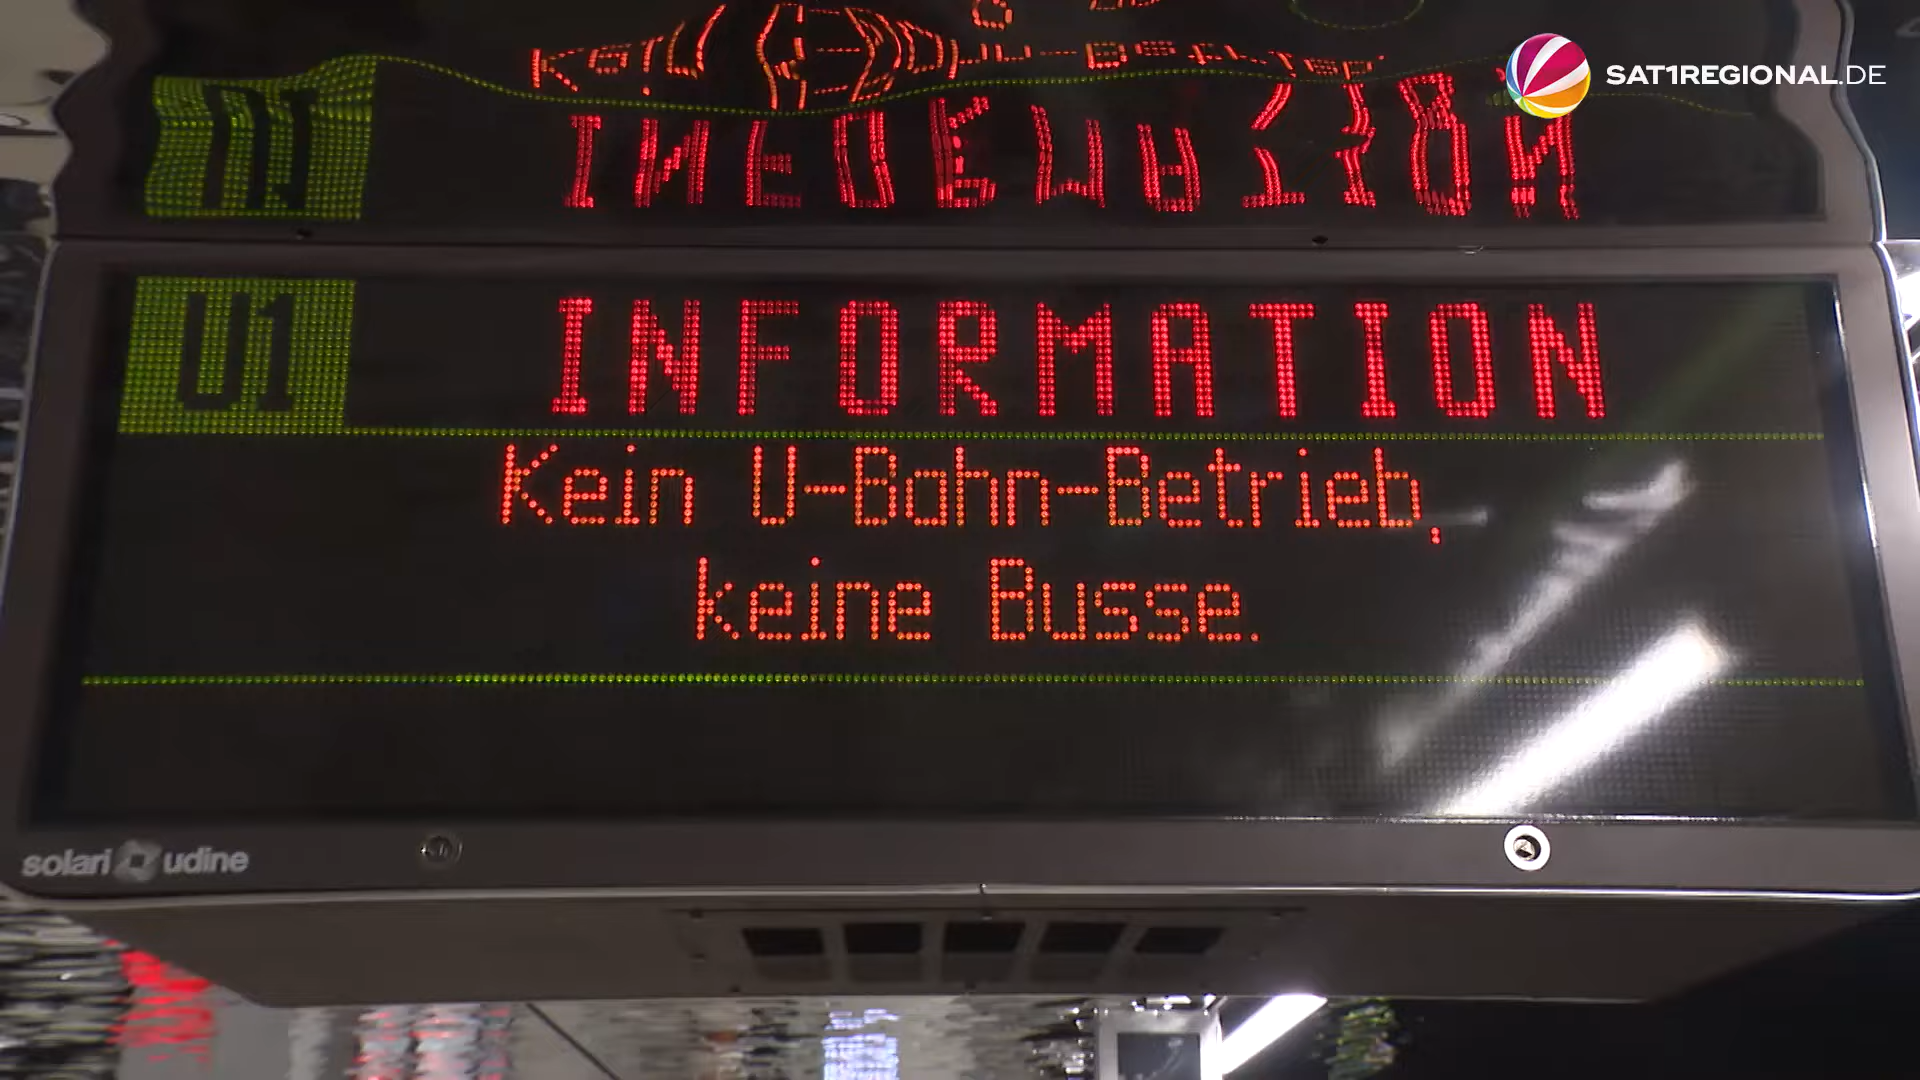 SAT1REGIONAL.DE
U1 INFORMATION
Kein U-Bahn-Betrieb,
keine Busse.
solari udine